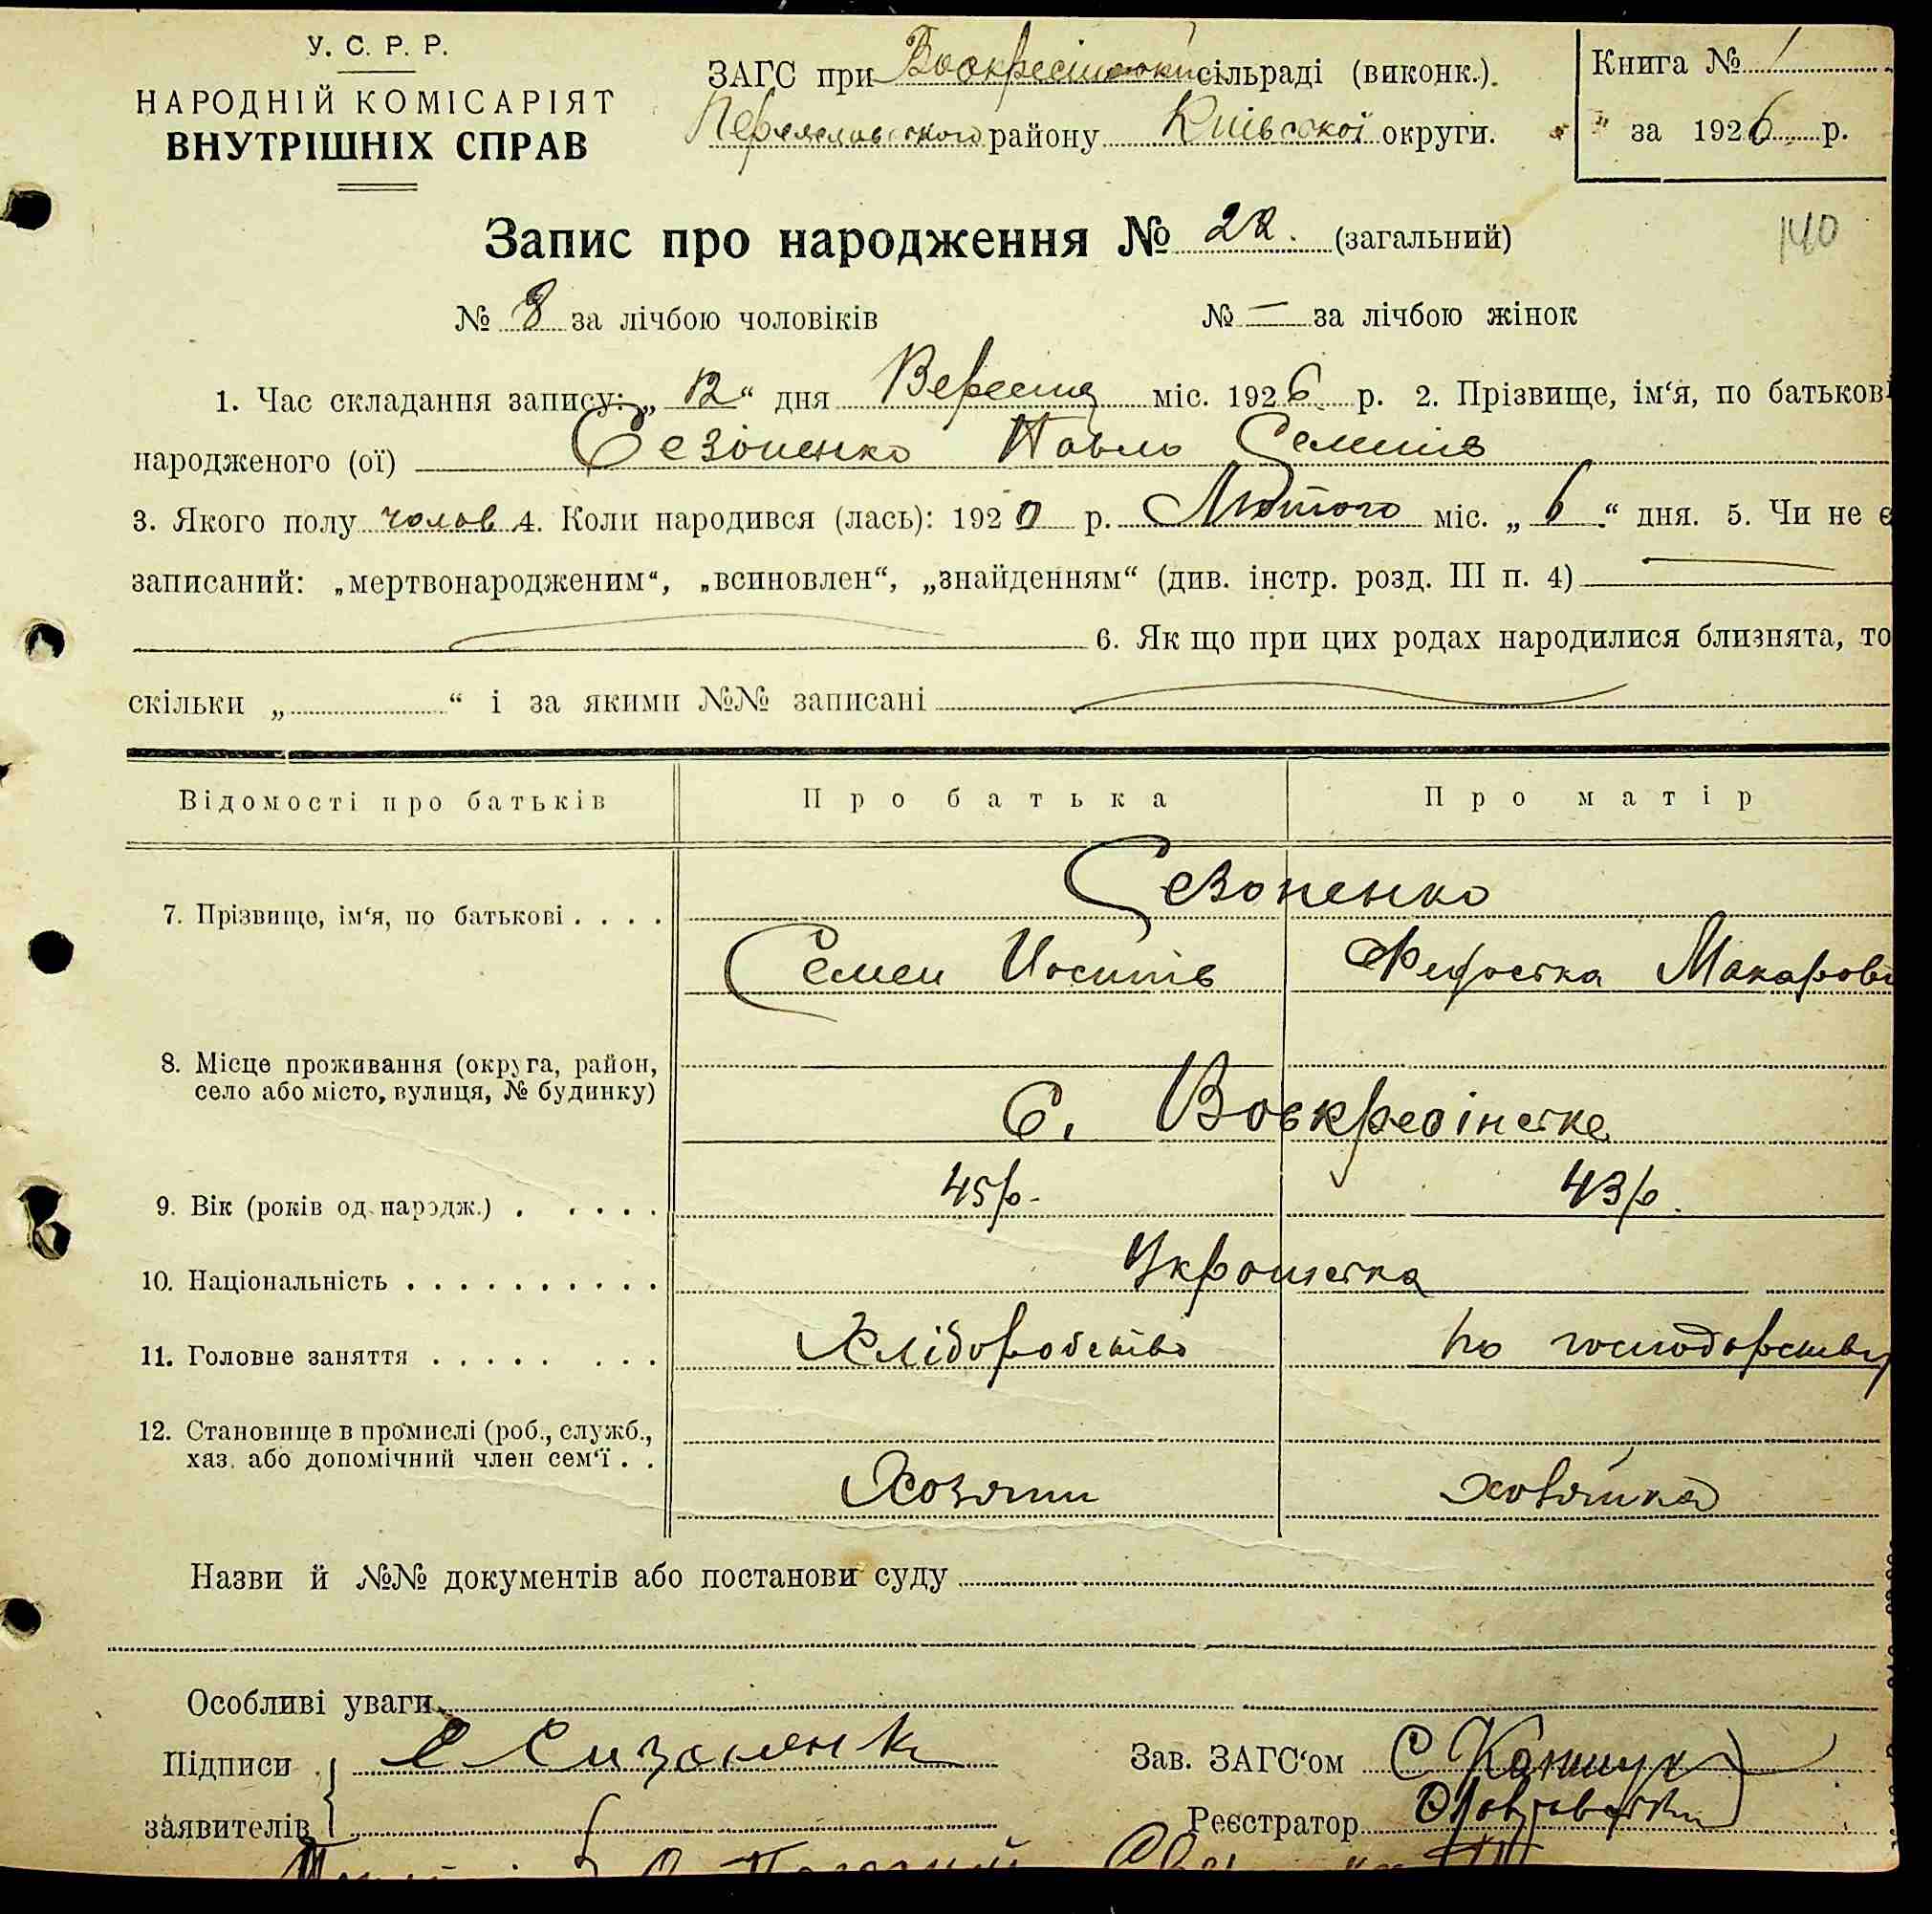 У. С. Р. Р.
НАРОДНІЙ КОМІСАРІЯТ
ВНУТРІШНІХ СПРАВ
ЗАГС при Воскресінській сільраді (виконк.).
Переяславського району Київської округи.
Книга № 1
" за 1926 р.
Запис про народження № 22. (загальний)
140
№ 8 за лічбою чоловіків № — за лічбою жінок
1. Час складання запису: „12“ дня Вересня міс. 1926 р. 2. Прізвище, ім‘я, по батькові
народженого (ої) Сезоненко Павло Семенів
3. Якого полу чолов 4. Коли народився (лась): 1920 р. Лютого міс. „6“ дня. 5. Чи не є
записаний: „мертвонародженим“, „всиновлен“, „знайденням“ (див. інстр. розд. III п. 4)
6. Як що при цих родах народилися близнята, то
скільки „ “ і за якими №№ записані
Відомості про батьків Про батька Про матір
Сезоненко
7. Прізвище, ім‘я, по батькові . . . .
Семен Иосипів Макарові
8. Місце проживання (округа, район,
село або місто, вулиця, № будинку)
С. Воскресінське
9. Вік (років од народж.) . . . . . 45р. 43р.
10. Національність . . . . . . . . . . Українська
11. Головне заняття . . . . . . . . Хліборобство по господарству
12. Становище в промислі (роб., служб.,
хаз. або допомічний член сем‘ї . .
Хозяин хозяйка
Назви й №№ документів або постанови суду
Особливі уваги
Підписи С Сизоненк Зав. ЗАГС‘ом С
заявителів Реєстратор